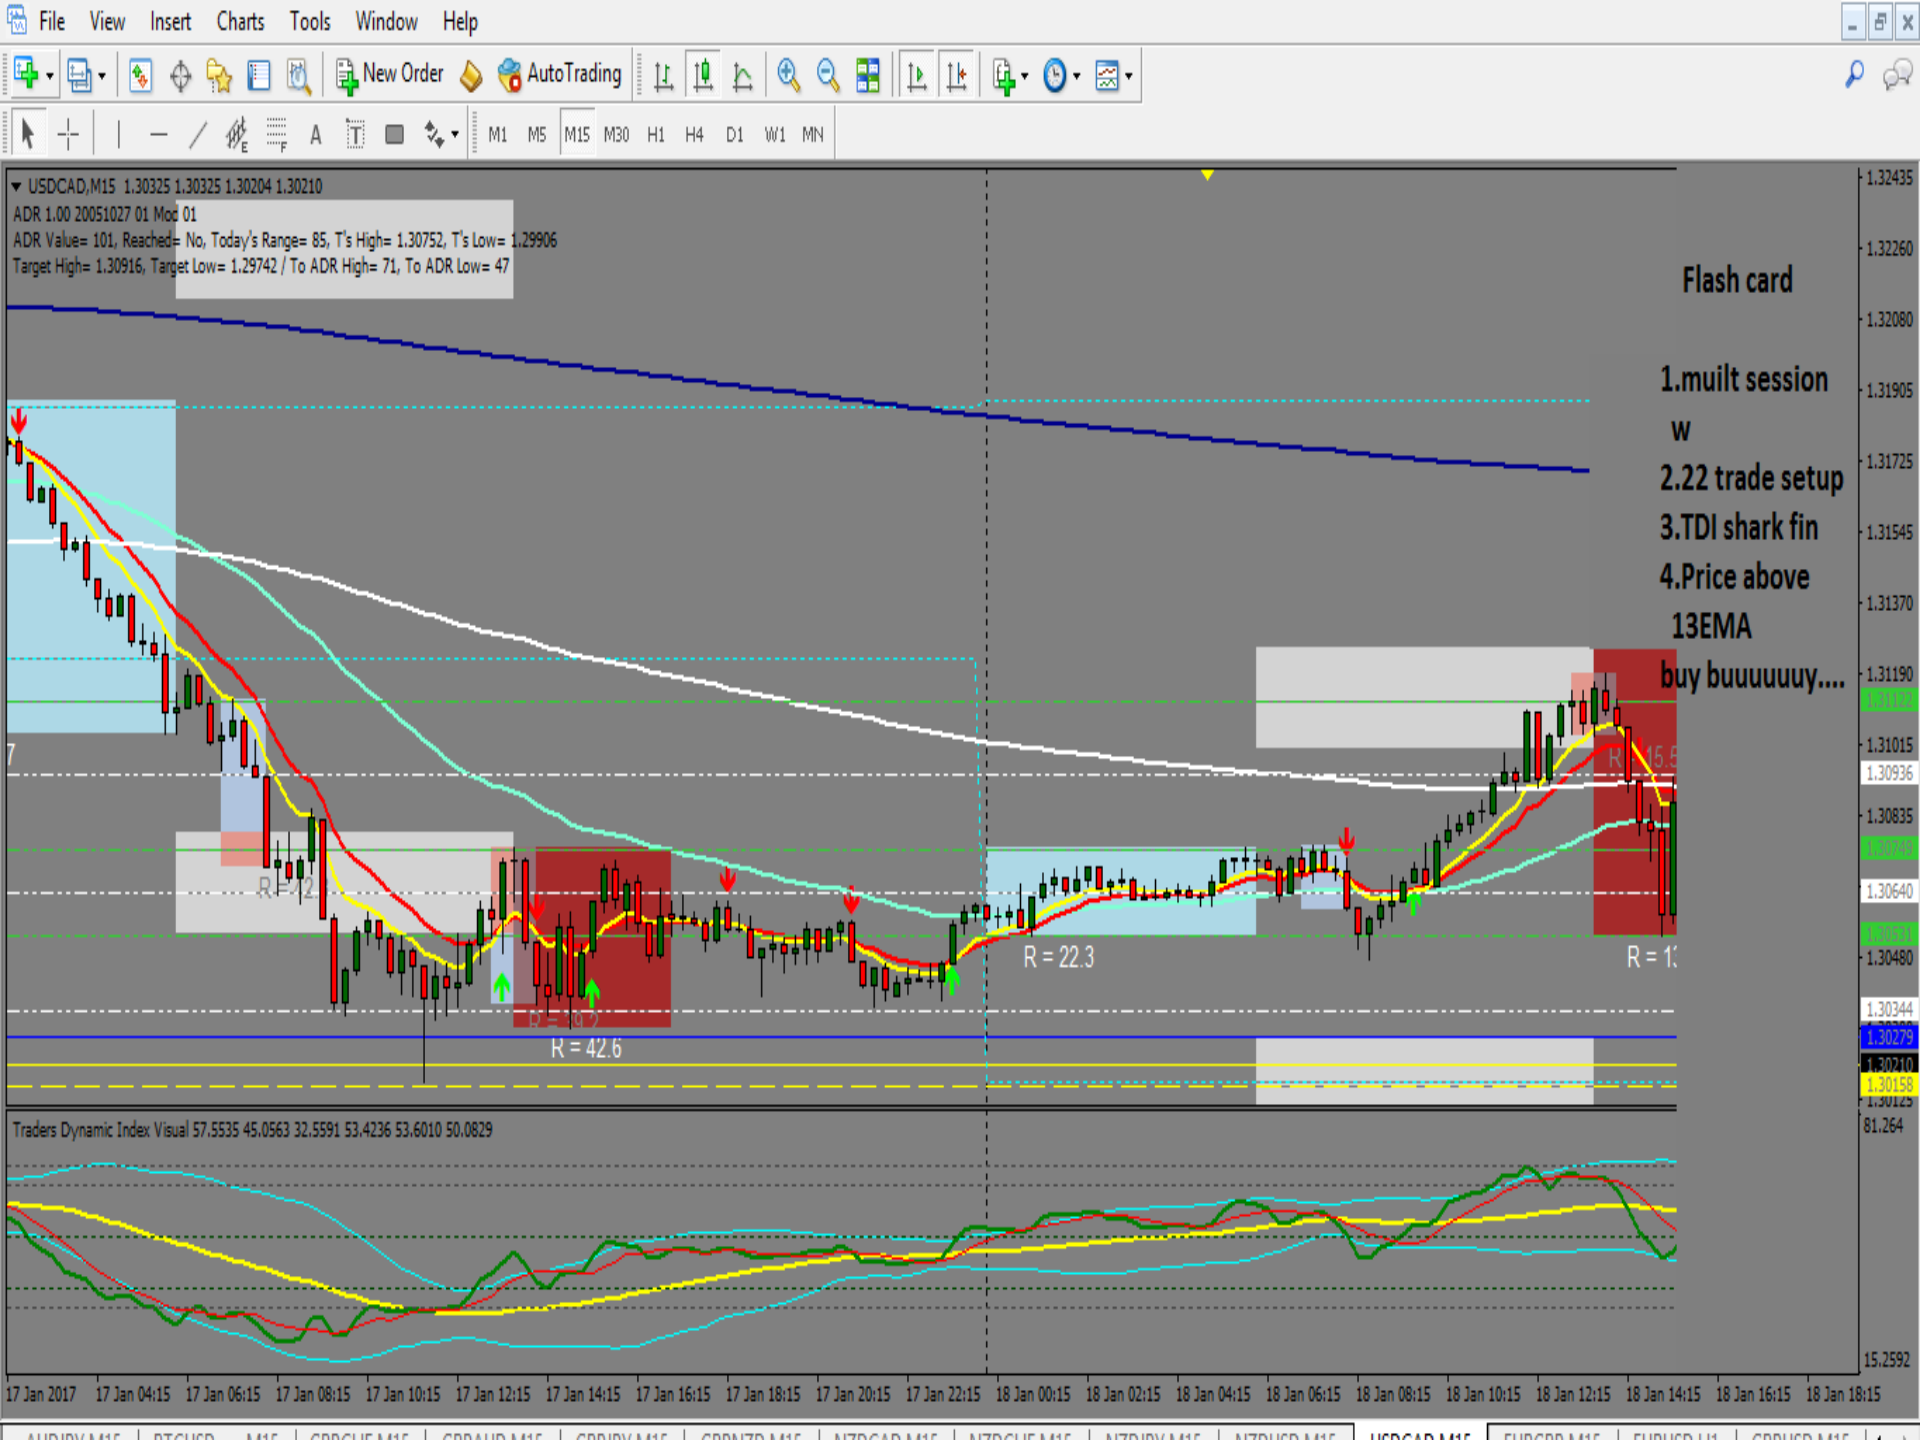 File View Insert Charts Tools Window Help
New Order AutoTrading
A T M1 M5 M15 M30 H1 H4 D1 W1 MN
USDCAD,M15 1.30325 1.30325 1.30204 1.30210
ADR 1.00 20051027 01 Mod 01
ADR Value= 101, Reached= No, Today's Range= 85, T's High= 1.30752, T's Low= 1.29906
Target High= 1.30916, Target Low= 1.29742 / To ADR High= 71, To ADR Low= 47
Flash card
1.muilt session
w
2.22 trade setup
3.TDI shark fin
4.Price above
13EMA
buy buuuuuuy....
1.32435
1.32260
1.32080
1.31905
1.31725
1.31545
1.31370
1.31190
1.31122
1.31015
1.30936
1.30835
1.30749
1.30640
1.30531
1.30480
1.30344
1.30279
1.30210
1.30158
1.30125
7
R = 42.6
R = 22.3
Traders Dynamic Index Visual 57.5535 45.0563 32.5591 53.4236 53.6010 50.0829
81.264
15.2592
17 Jan 2017 17 Jan 04:15 17 Jan 06:15 17 Jan 08:15 17 Jan 10:15 17 Jan 12:15 17 Jan 14:15 17 Jan 16:15 17 Jan 18:15 17 Jan 20:15 17 Jan 22:15 18 Jan 00:15 18 Jan 02:15 18 Jan 04:15 18 Jan 06:15 18 Jan 08:15 18 Jan 10:15 18 Jan 12:15 18 Jan 14:15 18 Jan 16:15 18 Jan 18:15
USDCAD,M15